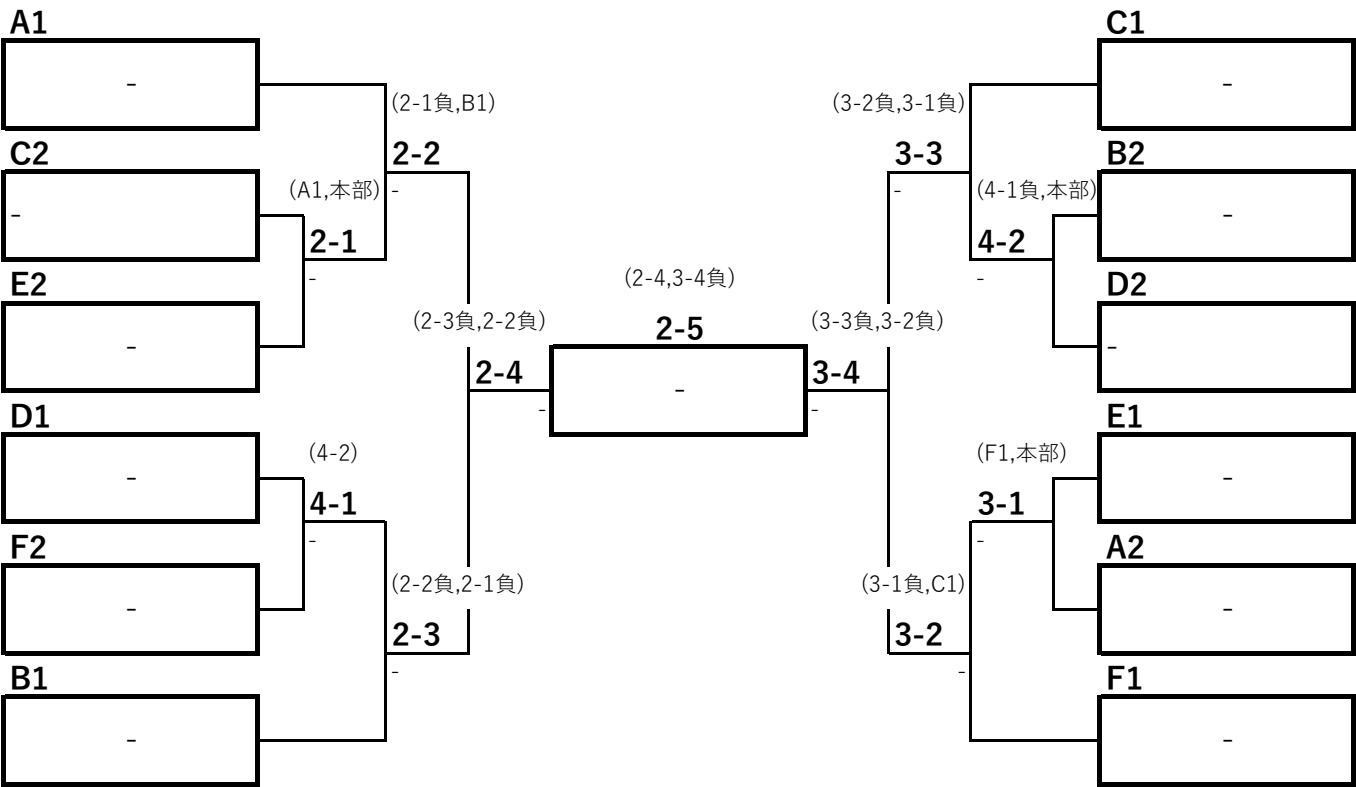 A1
-
(2-1負,B1)
2-2
-
C2
-
(A1,本部)
2-1
-
E2
-
(2-3負,2-2負)
2-4
-
D1
-
(4-2)
4-1
-
F2
-
(2-2負,2-1負)
2-3
-
B1
-
(2-4,3-4負)
2-5
-
C1
-
(3-2負,3-1負)
3-3
-
B2
-
(4-1負,本部)
4-2
-
D2
-
(3-3負,3-2負)
3-4
-
E1
-
(F1,本部)
3-1
-
A2
-
(3-1負,C1)
3-2
-
F1
-